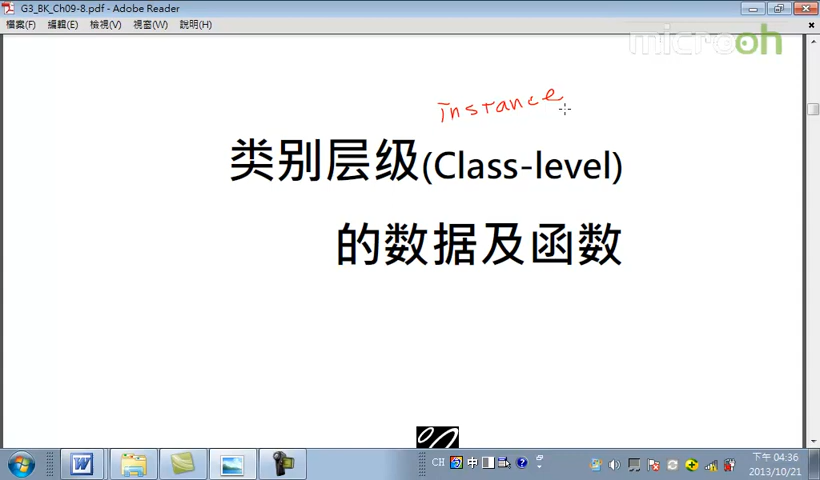 G3_BK_Ch09-8.pdf - Adobe Reader
檔案(F) 編輯(E) 檢視(V) 視窗(W) 說明(H)
microoh
instance
类别层级(Class-level)
的数据及函数
CH 中
下午 04:36
2013/10/21